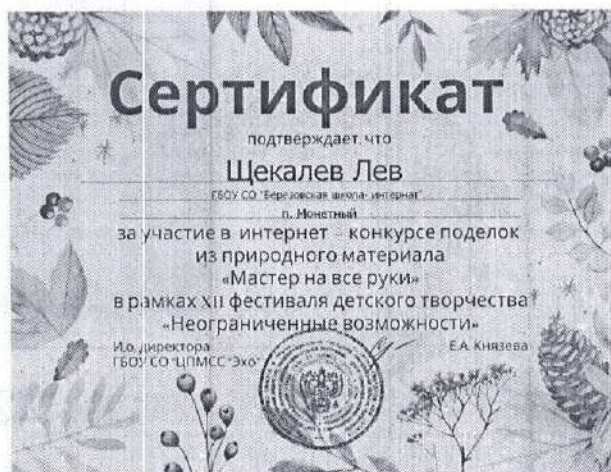 Сертификат
подтверждает, что
Щекалев Лев
ГБОУ СО "Березовская школа- интернат"
п. Монетный
за участие в интернет – конкурсе поделок
из природного материала
«Мастер на все руки»
в рамках XII фестиваля детского творчества
«Неограниченные возможности»
И.о. директора
ГБОУ СО "ЦПМСС "Эхо"
Е.А. Князева